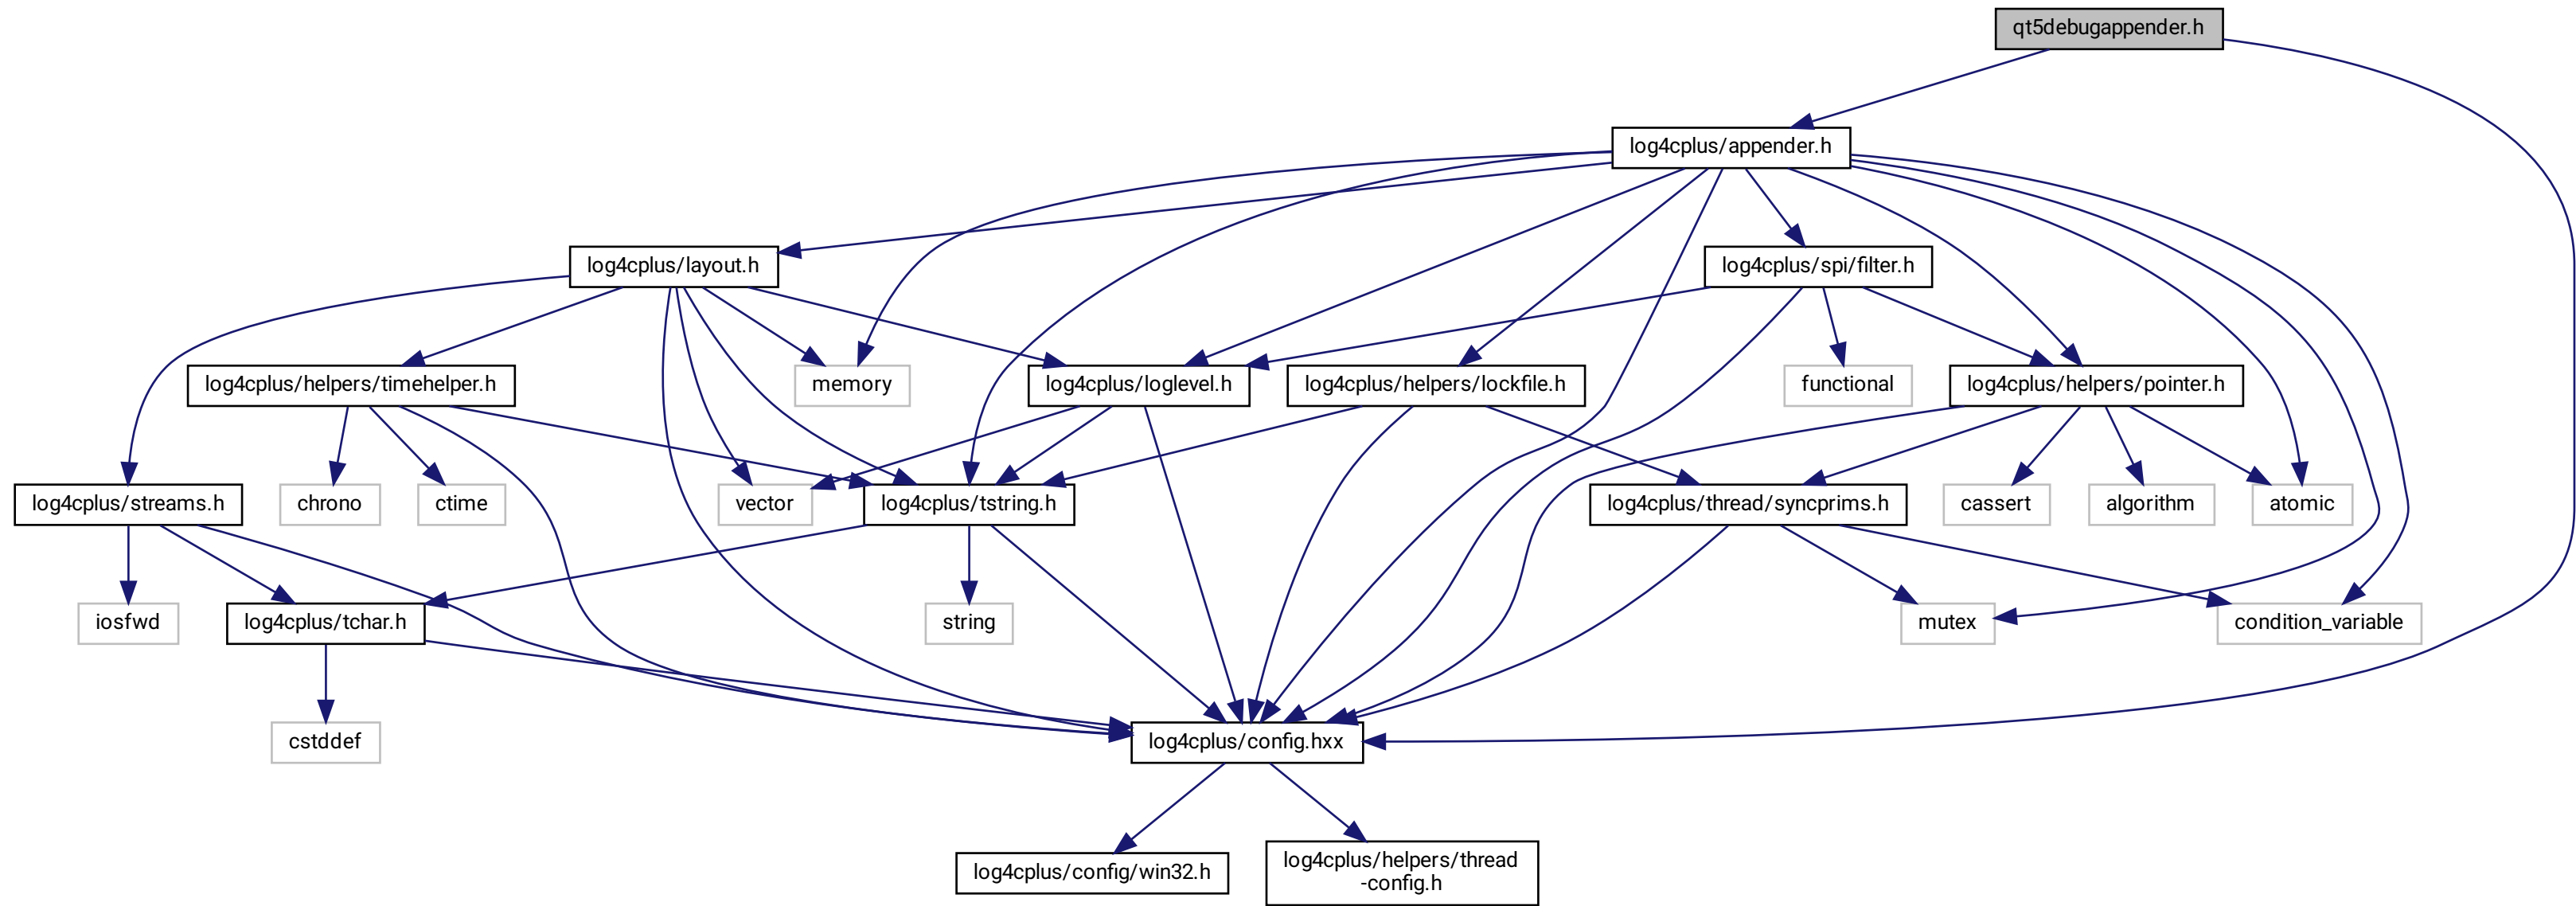 qt5debugappender.h
log4cplus/appender.h
log4cplus/layout.h
log4cplus/spi/filter.h
log4cplus/helpers/timehelper.h
memory
log4cplus/loglevel.h
log4cplus/helpers/lockfile.h
functional
log4cplus/helpers/pointer.h
log4cplus/streams.h
chrono
ctime
vector
log4cplus/tstring.h
log4cplus/thread/syncprims.h
cassert
algorithm
atomic
iosfwd
log4cplus/tchar.h
string
mutex
condition_variable
cstddef
log4cplus/config.hxx
log4cplus/config/win32.h
log4cplus/helpers/thread
-config.h